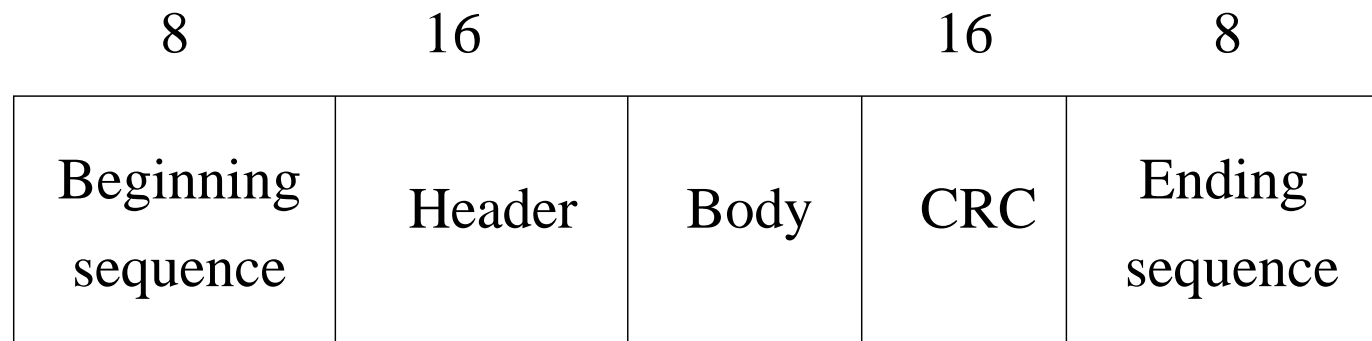 8 16 16 8
Beginning
sequence
Header
Body
CRC
Ending
sequence